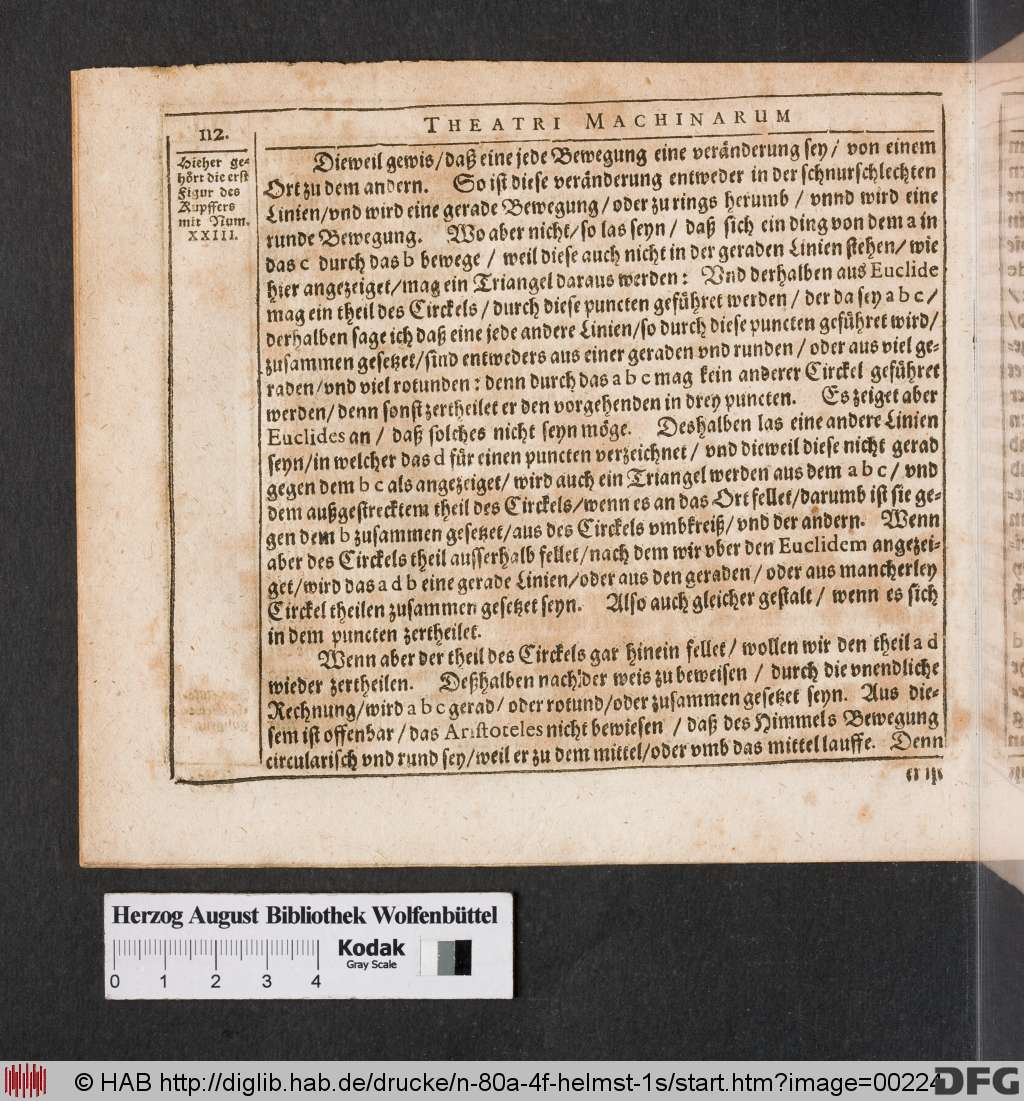 112.
THEATRI MACHINARUM
Hieher ge-
hört die erst
Figur des
Kupffers
mit Num.
XXIII.
Dieweil gewis/daß eine jede Bewegung eine veränderung sey/ von einem
Ort zu dem andern. So ist diese veränderung entweder in der schnurschlechten
Linien/vnd wird eine gerade Bewegung/oder zu rings herumb/vnnd wird eine
runde Bewegung. Wo aber nicht/so las seyn/ daß sich ein ding von dem a in
das c durch das b bewege/ weil diese auch nicht in der geraden Linien stehen/ wie
hier angezeiget/mag ein Triangel daraus werden: Vnd derhalben aus Euclide
mag ein theil des Circkels/durch diese puncten geführet werden/ der da sey a b c/
derhalben sage ich daß eine jede andere Linien/so durch diese puncten geführet wird/
zusammen gesetzet/sind entweders aus einer geraden vnd runden/oder aus viel ge-
raden/vnd viel rotunden: denn durch das a b c mag kein anderer Circkel geführet
werden/denn sonst zertheilet er den vorgehenden in drey puncten. Es zeiget aber
Euclides an/ daß solches nicht seyn möge. Deshalben las eine andere Linien
seyn/in welcher das d für einen puncten verzeichnet/ vnd dieweil diese nicht gerad
gegen dem b c als angezeiget/wird auch ein Triangel werden aus dem a b c/ vnd
dem außgestrecktem theil des Circkels/wenn es an das Ort fellet/darumb ist sie ge-
gen dem b zusammen gesetzet/aus des Circkels vmbkreiß/vnd der andern. Wenn
aber des Circkels theil ausserhalb fellet/nach dem wir vber den Euclidem angezei-
get/wird das a d b eine gerade Linien/oder aus den geraden/oder aus mancherley
Circkel theilen zusammen gesetzet seyn. Also auch gleicher gestalt/ wenn es sich
in dem puncten zertheilet.
Wenn aber der theil des Circkels gar hinein fellet/ wollen wir den theil a d
wieder zertheilen. Deßhalben nach der weis zu beweisen/ durch die vnendliche
Rechnung/wird a b c gerad/oder rotund/oder zusammen gesetzet seyn. Aus die-
sem ist offenbar/das Aristoteles nicht bewiesen/ daß des Himmels Bewegung
circularisch vnd rund sey/weil er zu dem mittel/oder vmb das mittel lauffe. Denn
Herzog August Bibliothek Wolfenbüttel
0 1 2 3 4
Kodak
Gray Scale
© HAB http://diglib.hab.de/drucke/n-80a-4f-helmst-1s/start.htm?image=00224
DFG